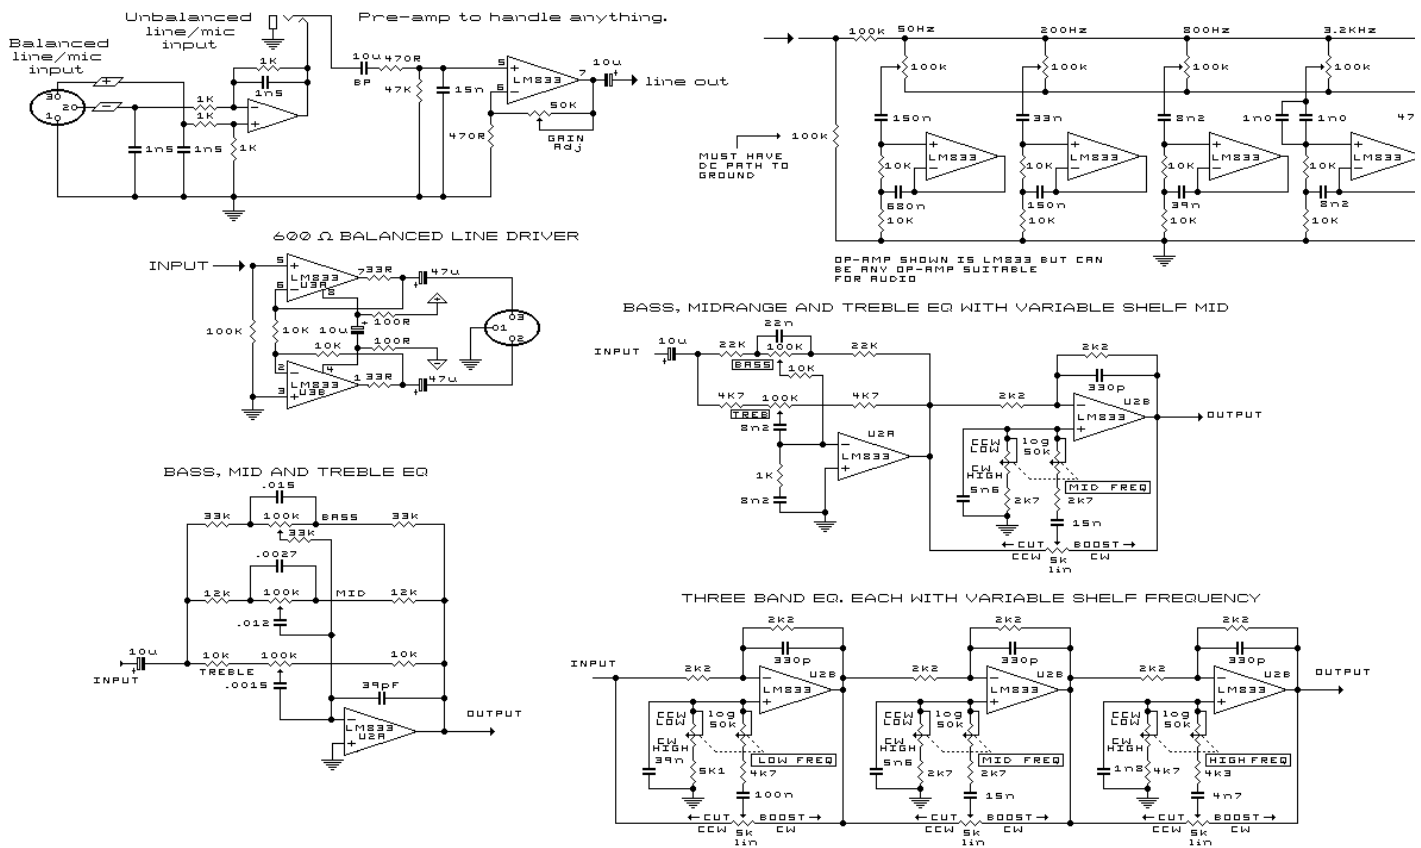 Pre-amp to handle anything.
Unbalanced
line/mic
input
Balanced
line/mic
input
3
2
1
+
−
1n5
1n5
1K
1K
1K
1K
1n5
−
+
10u
BP
470R
47K
15n
5
6
7
+
−
LM833
50K
GAIN
Adj
470R
10u
line out
100k
50Hz
200Hz
800Hz
3.2KHz
100k
100k
100k
100k
150n
33n
8n2
1n0
1n0
47
100k
MUST HAVE
DC PATH TO
GROUND
LM833
LM833
LM833
LM833
10K
10K
10K
10K
680n
150n
39n
8n2
10K
10K
10K
10K
OP-AMP SHOWN IS LM833 BUT CAN
BE ANY OP-AMP SUITABLE
FOR AUDIO
600 Ω BALANCED LINE DRIVER
INPUT
5
6
7
8
LM833
U3A
33R
47u
100K
10K
10u
100R
100R
10K
+
−
2
3
4
1
LM833
U3B
33R
47u
3
1
2
BASS, MIDRANGE AND TREBLE EQ WITH VARIABLE SHELF MID
INPUT
10u
22n
22K
100K
22K
BASS
10K
4K7
100K
4K7
TREB
8n2
1K
8n2
U2A
LM833
2k2
2k2
330p
U2B
LM833
OUTPUT
CCW
LOW
log
50k
CW
HIGH
MID FREQ
5n6
2k7
2k7
15n
CUT
BOOST
CCW
CW
5k
lin
BASS, MID AND TREBLE EQ
.015
33k
100k
BASS
33k
33k
.0027
12k
100k
MID
12k
.012
10u
INPUT
10k
100k
10k
TREBLE
.0015
39pF
LM833
U2A
OUTPUT
THREE BAND EQ. EACH WITH VARIABLE SHELF FREQUENCY
INPUT
2k2
2k2
330p
U2B
LM833
CCW
LOW
log
50k
CW
HIGH
LOW FREQ
39n
5K1
4k7
100n
CUT
BOOST
CCW
CW
5k
lin
2k2
2k2
330p
U2B
LM833
CCW
LOW
log
50k
CW
HIGH
MID FREQ
5n6
2k7
2k7
15n
CUT
BOOST
CCW
CW
5k
lin
2k2
2k2
330p
U2B
LM833
OUTPUT
CCW
LOW
log
50k
CW
HIGH
HIGH FREQ
1n8
4k7
4k3
4n7
CUT
BOOST
CCW
CW
5k
lin